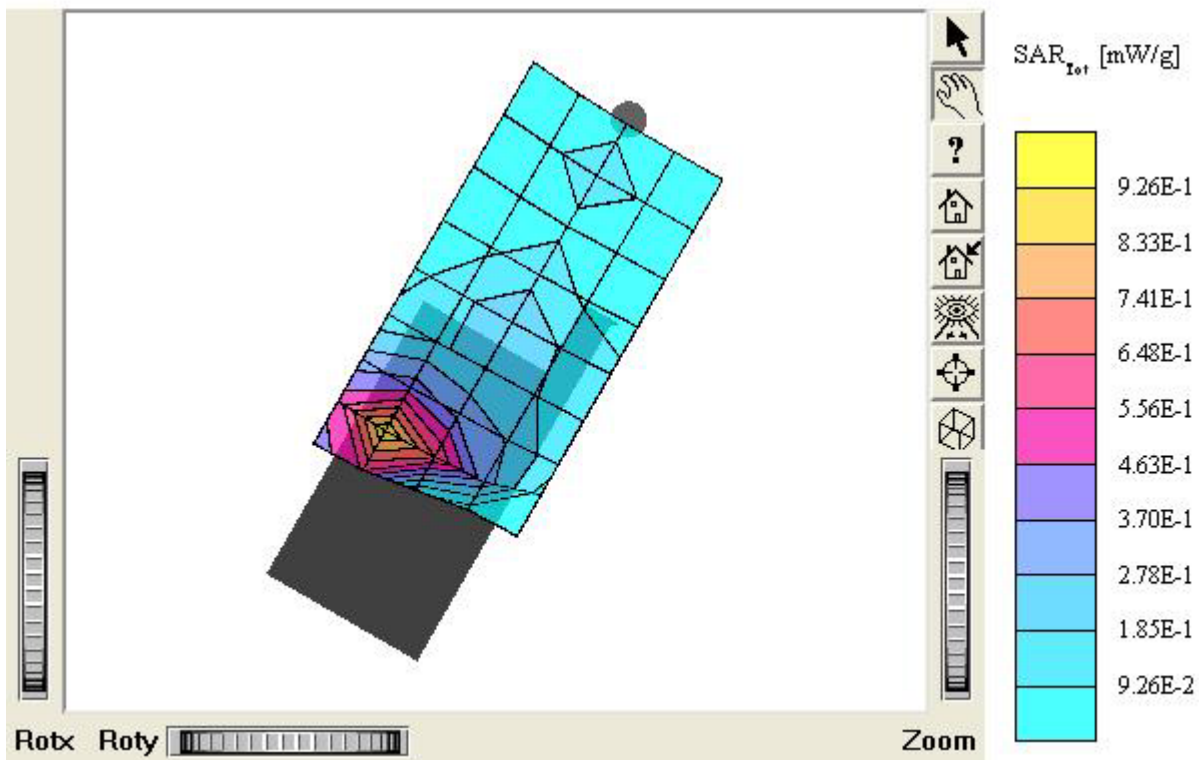 SAR_Tot [mW/g]
?
9.26E-1
8.33E-1
7.41E-1
6.48E-1
5.56E-1
4.63E-1
3.70E-1
2.78E-1
1.85E-1
9.26E-2
Rotx Roty Zoom